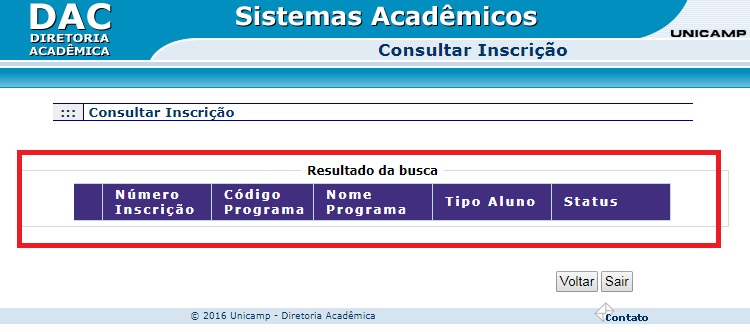 DAC
DIRETORIA
ACADÊMICA
Sistemas Acadêmicos
UNICAMP
Consultar Inscrição
::: Consultar Inscrição
Resultado da busca
Número Inscrição Código Programa Nome Programa Tipo Aluno Status
Voltar Sair
© 2016 Unicamp - Diretoria Acadêmica
Contato